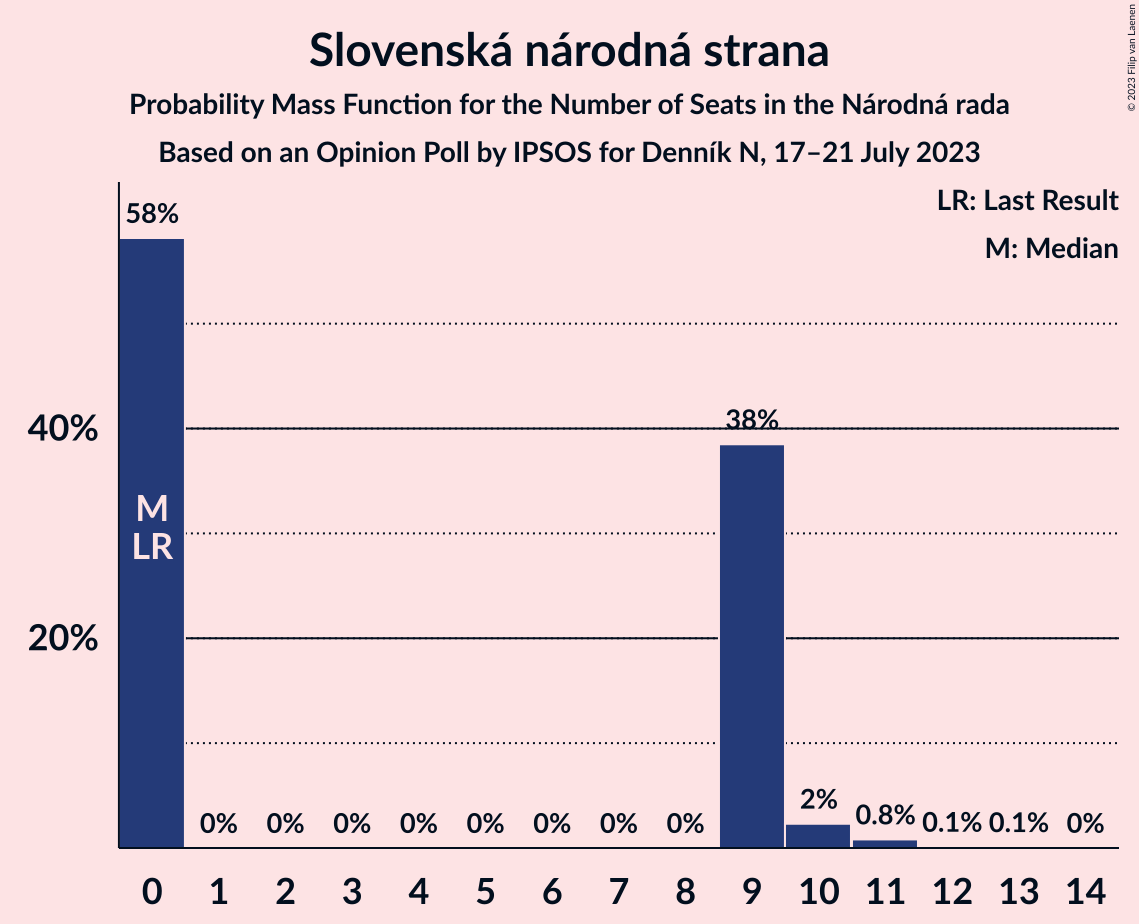 Slovenská národná strana
Probability Mass Function for the Number of Seats in the Národná rada
Based on an Opinion Poll by IPSOS for Denník N, 17–21 July 2023
© 2023 Filip van Laenen
LR: Last Result
M: Median
58%
38%
40%
M
LR
20%
0% 0% 0% 0% 0% 0% 0% 0% 2% 0.8% 0.1% 0.1% 0%
0 1 2 3 4 5 6 7 8 9 10 11 12 13 14